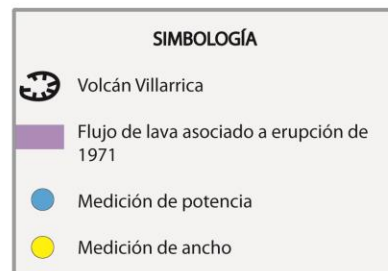 SIMBOLOGÍA
Volcán Villarrica
Flujo de lava asociado a erupción de
1971
Medición de potencia
Medición de ancho